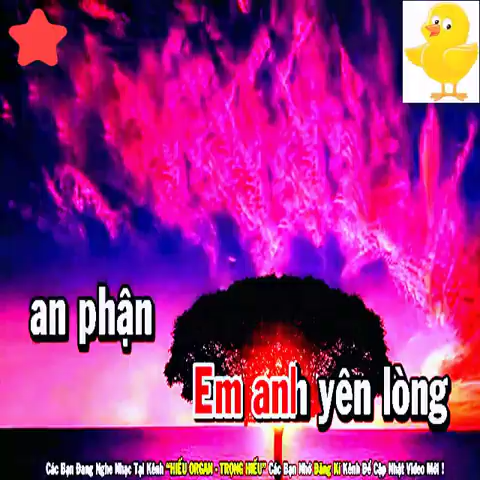 an phận
Em anh yên lòng
Các Bạn Đang Nghe Nhạc Tại Kênh "HIẾU ORGAN - TRỌNG HIẾU" Các Bạn Nhớ Đăng Kí Kênh Để Cập Nhật Video Mới !